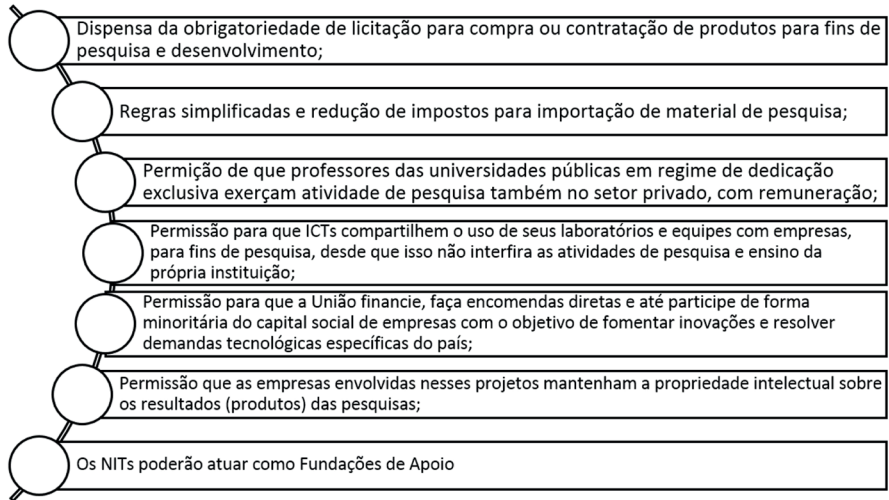 Dispensa da obrigatoriedade de licitação para compra ou contratação de produtos para fins de
pesquisa e desenvolvimento;
Regras simplificadas e redução de impostos para importação de material de pesquisa;
Permição de que professores das universidades públicas em regime de dedicação
exclusiva exerçam atividade de pesquisa também no setor privado, com remuneração;
Permissão para que ICTs compartilhem o uso de seus laboratórios e equipes com empresas,
para fins de pesquisa, desde que isso não interfira as atividades de pesquisa e ensino da
própria instituição;
Permissão para que a União financie, faça encomendas diretas e até participe de forma
minoritária do capital social de empresas com o objetivo de fomentar inovações e resolver
demandas tecnológicas específicas do país;
Permissão que as empresas envolvidas nesses projetos mantenham a propriedade intelectual sobre
os resultados (produtos) das pesquisas;
Os NITs poderão atuar como Fundações de Apoio